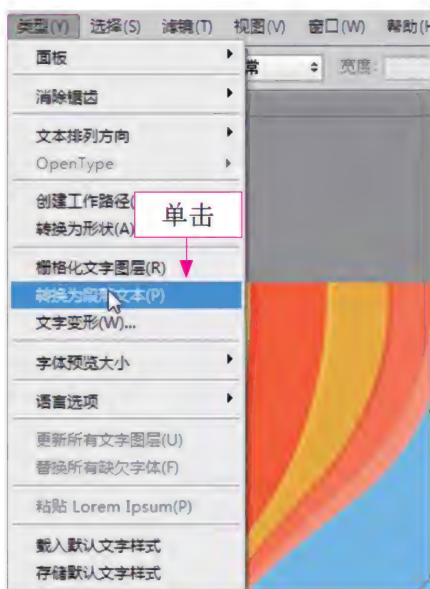 类型(Y) 选择(S) 滤镜(T) 视图(V) 窗口(W) 帮助(H
面板
常 宽度:
消除锯齿
文本排列方向
OpenType
创建工作路径(
单击
转换为形状(A)
栅格化文字图层(R)
转换为段落文本(P)
文字变形(W)...
字体预览大小
语言选项
更新所有文字图层(U)
替换所有缺欠字体(F)
粘贴 Lorem Ipsum(P)
载入默认文字样式
存储默认文字样式